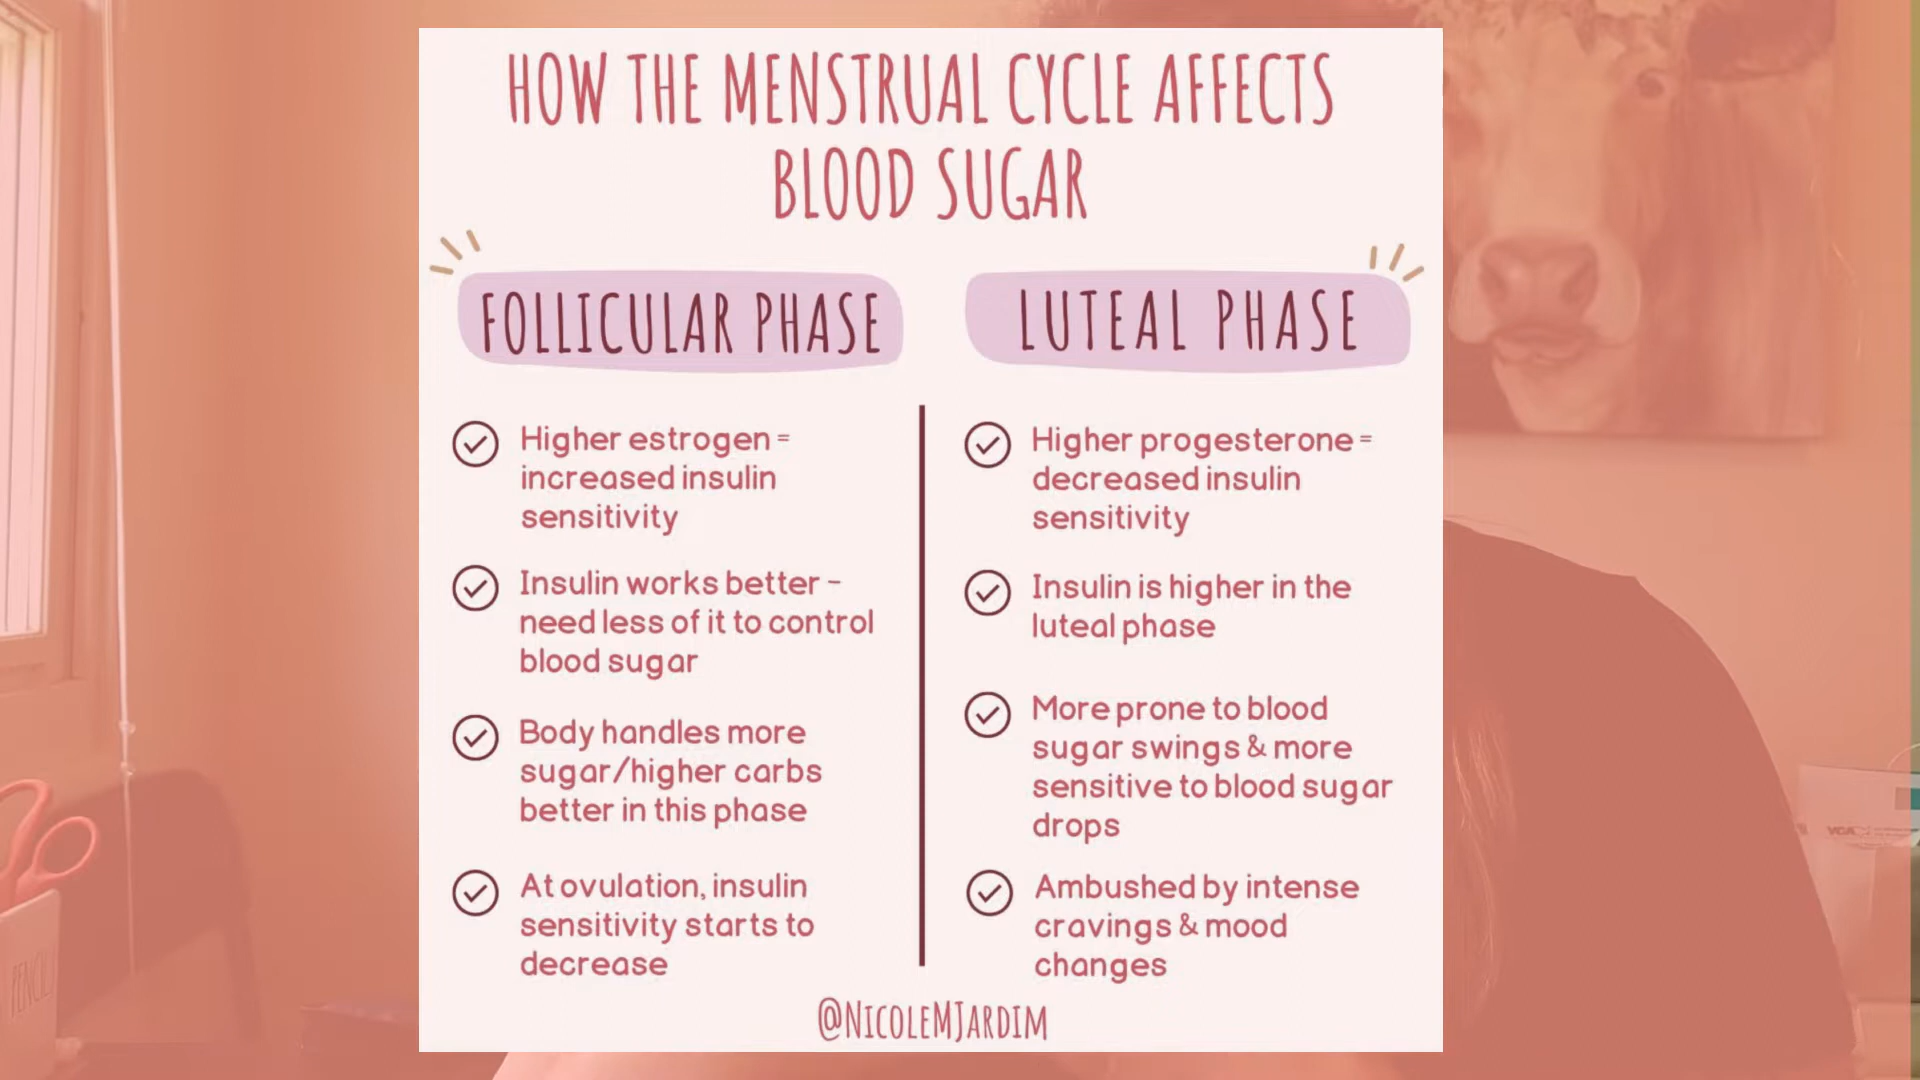 HOW THE MENSTRUAL CYCLE AFFECTS
BLOOD SUGAR
FOLLICULAR PHASE
Higher estrogen =
increased insulin
sensitivity
Insulin works better -
need less of it to control
blood sugar
Body handles more
sugar/higher carbs
better in this phase
At ovulation, insulin
sensitivity starts to
decrease
LUTEAL PHASE
Higher progesterone =
decreased insulin
sensitivity
Insulin is higher in the
luteal phase
More prone to blood
sugar swings & more
sensitive to blood sugar
drops
Ambushed by intense
cravings & mood
changes
@NICOLEMJARDIM
PENCIL